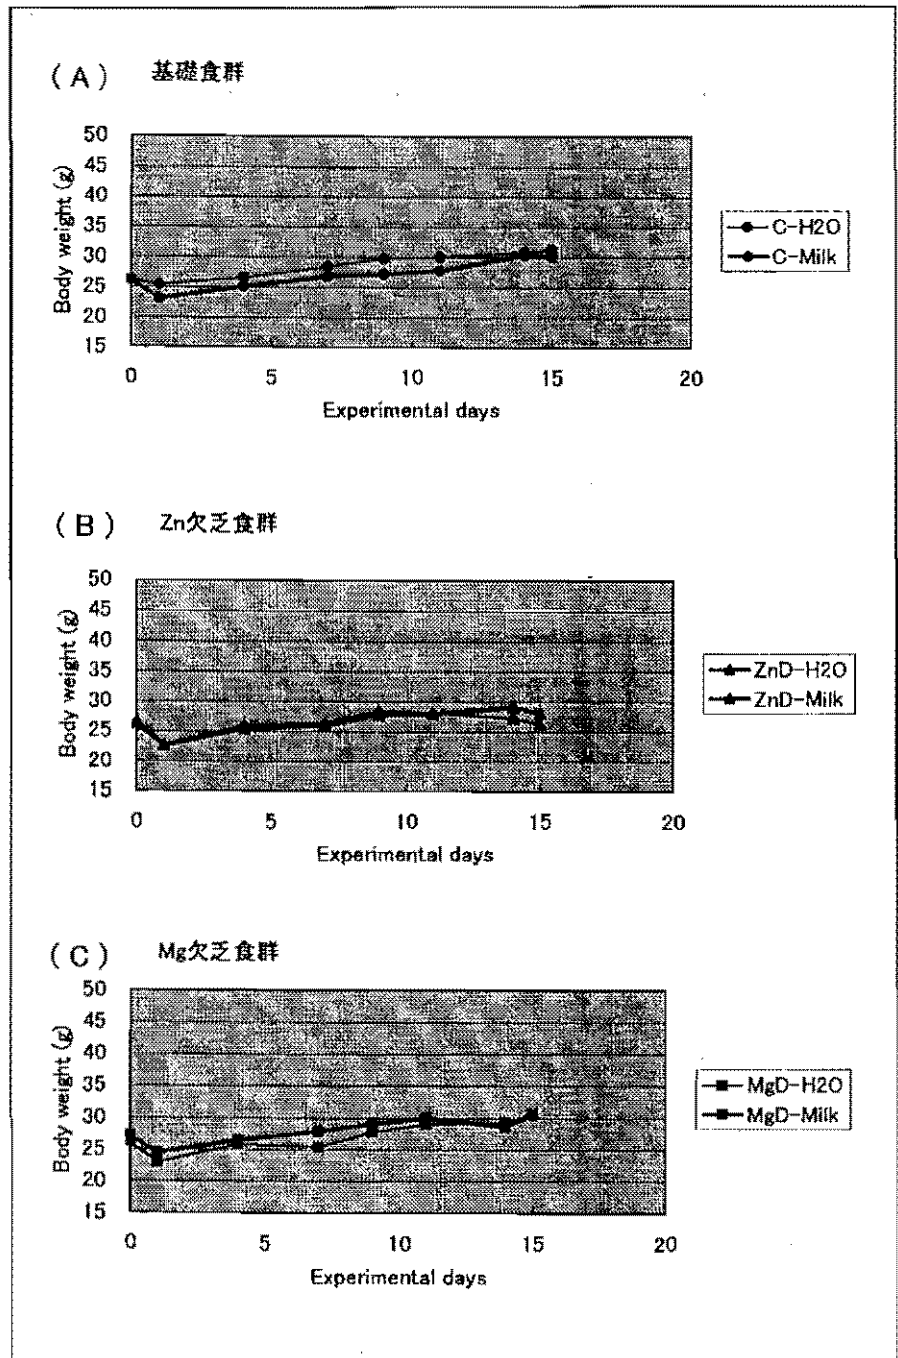 (A) 基礎食群
50
45
40
35
30
25
20
15
Body weight (g)
0 5 10 15 20
Experimental days
C-H2O
C-Milk
(B) Zn欠乏食群
50
45
40
35
30
25
20
15
Body weight (g)
0 5 10 15 20
Experimental days
ZnD-H2O
ZnD-Milk
(C) Mg欠乏食群
50
45
40
35
30
25
20
15
Body weight (g)
0 5 10 15 20
Experimental days
MgD-H2O
MgD-Milk